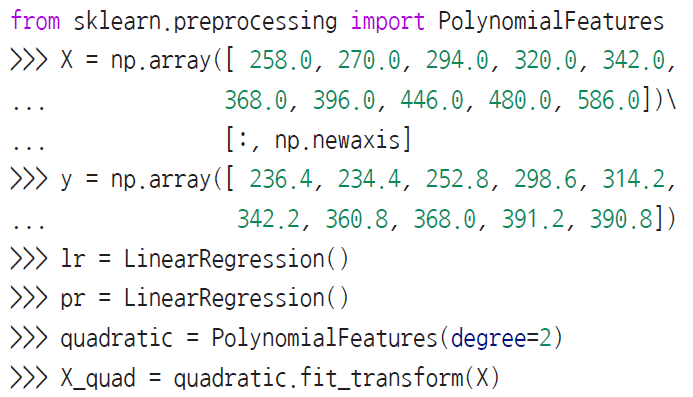 from sklearn.preprocessing import PolynomialFeatures
>>> X = np.array([ 258.0, 270.0, 294.0, 320.0, 342.0,
... 368.0, 396.0, 446.0, 480.0, 586.0])\
... [:, np.newaxis]
>>> y = np.array([ 236.4, 234.4, 252.8, 298.6, 314.2,
... 342.2, 360.8, 368.0, 391.2, 390.8])
>>> lr = LinearRegression()
>>> pr = LinearRegression()
>>> quadratic = PolynomialFeatures(degree=2)
>>> X_quad = quadratic.fit_transform(X)